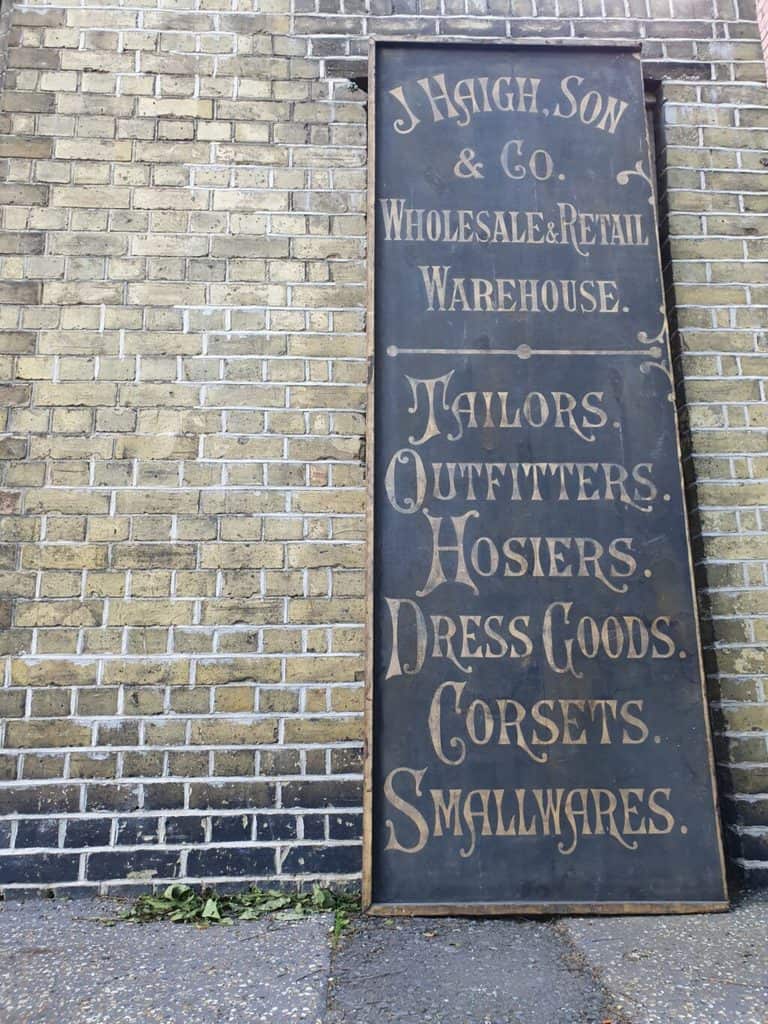 J HAIGH, SON
& CO.
WHOLESALE & RETAIL
WAREHOUSE.
TAILORS.
OUTFITTERS.
HOSIERS.
DRESS GOODS.
CORSETS.
SMALLWARES.